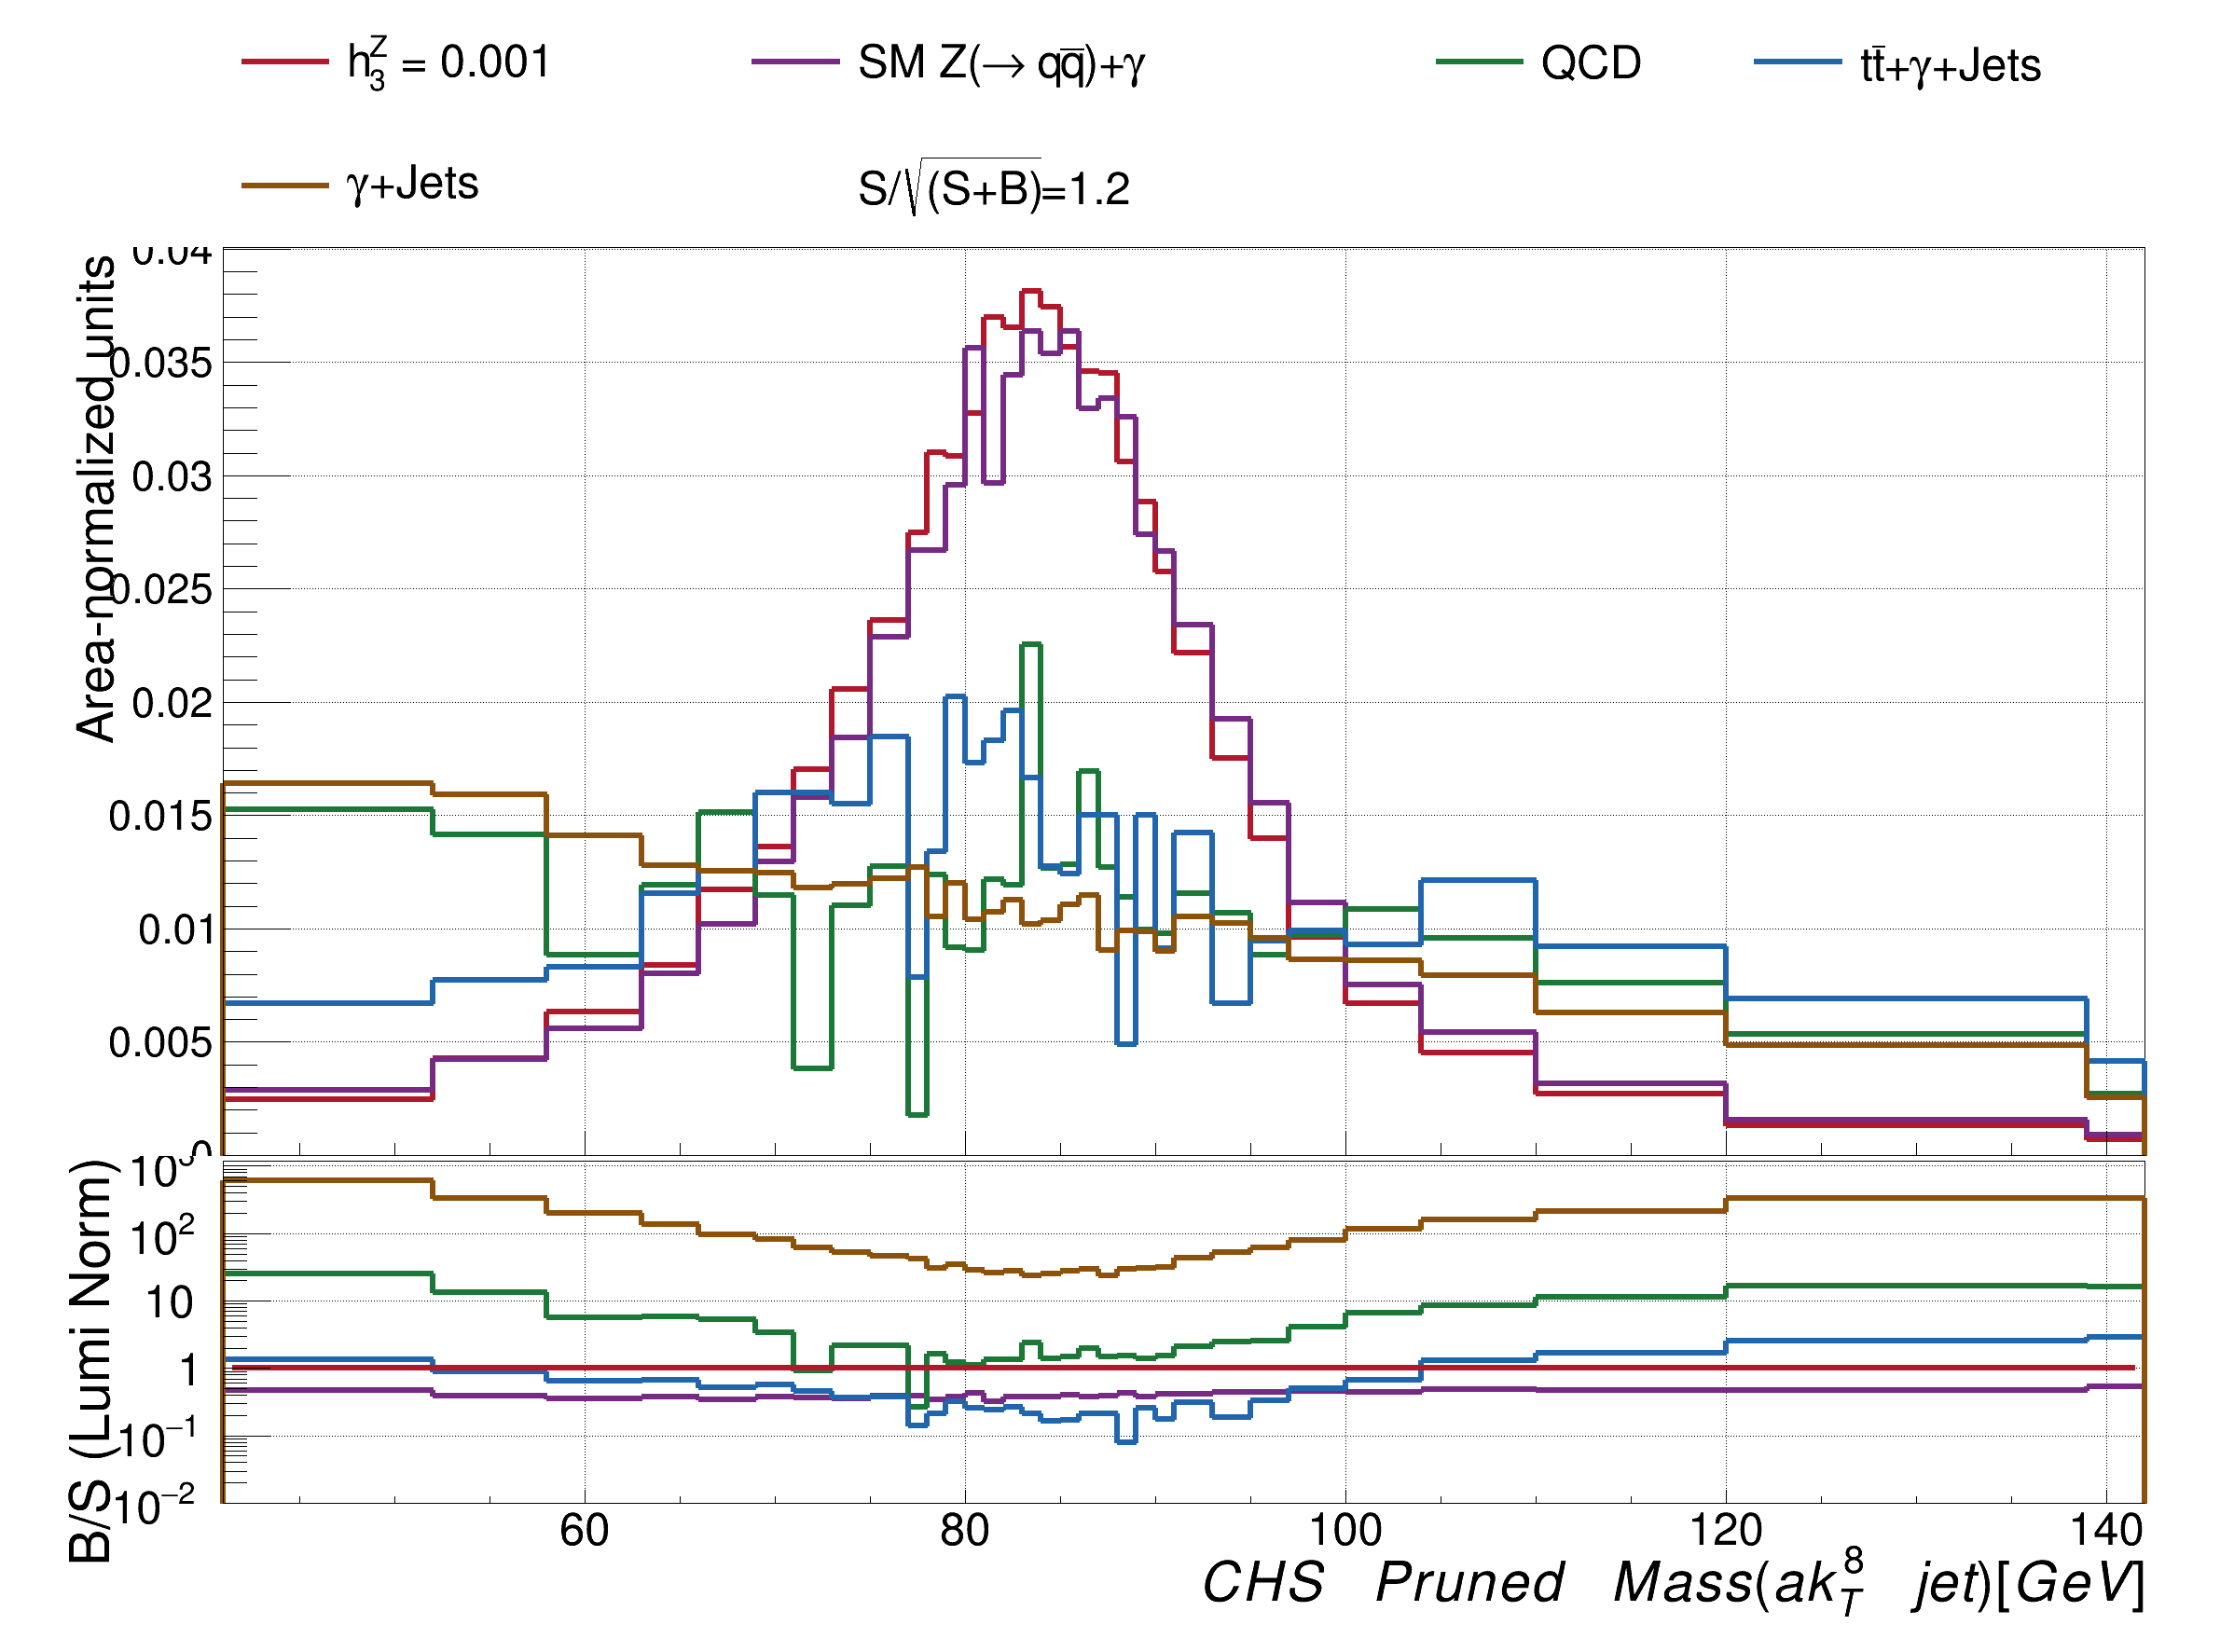 h₃ᶻ = 0.001
SM Z(→ qq̅)+γ
QCD
tt̅+γ+Jets
γ+Jets
S/√(S+B)=1.2
Area-normalized units
0.04
0.035
0.03
0.025
0.02
0.015
0.01
0.005
0
B/S (Lumi Norm)
10³
10²
10
1
10⁻¹
10⁻²
60 80 100 120 140
CHS Pruned Mass(ak_T^8 jet)[GeV]